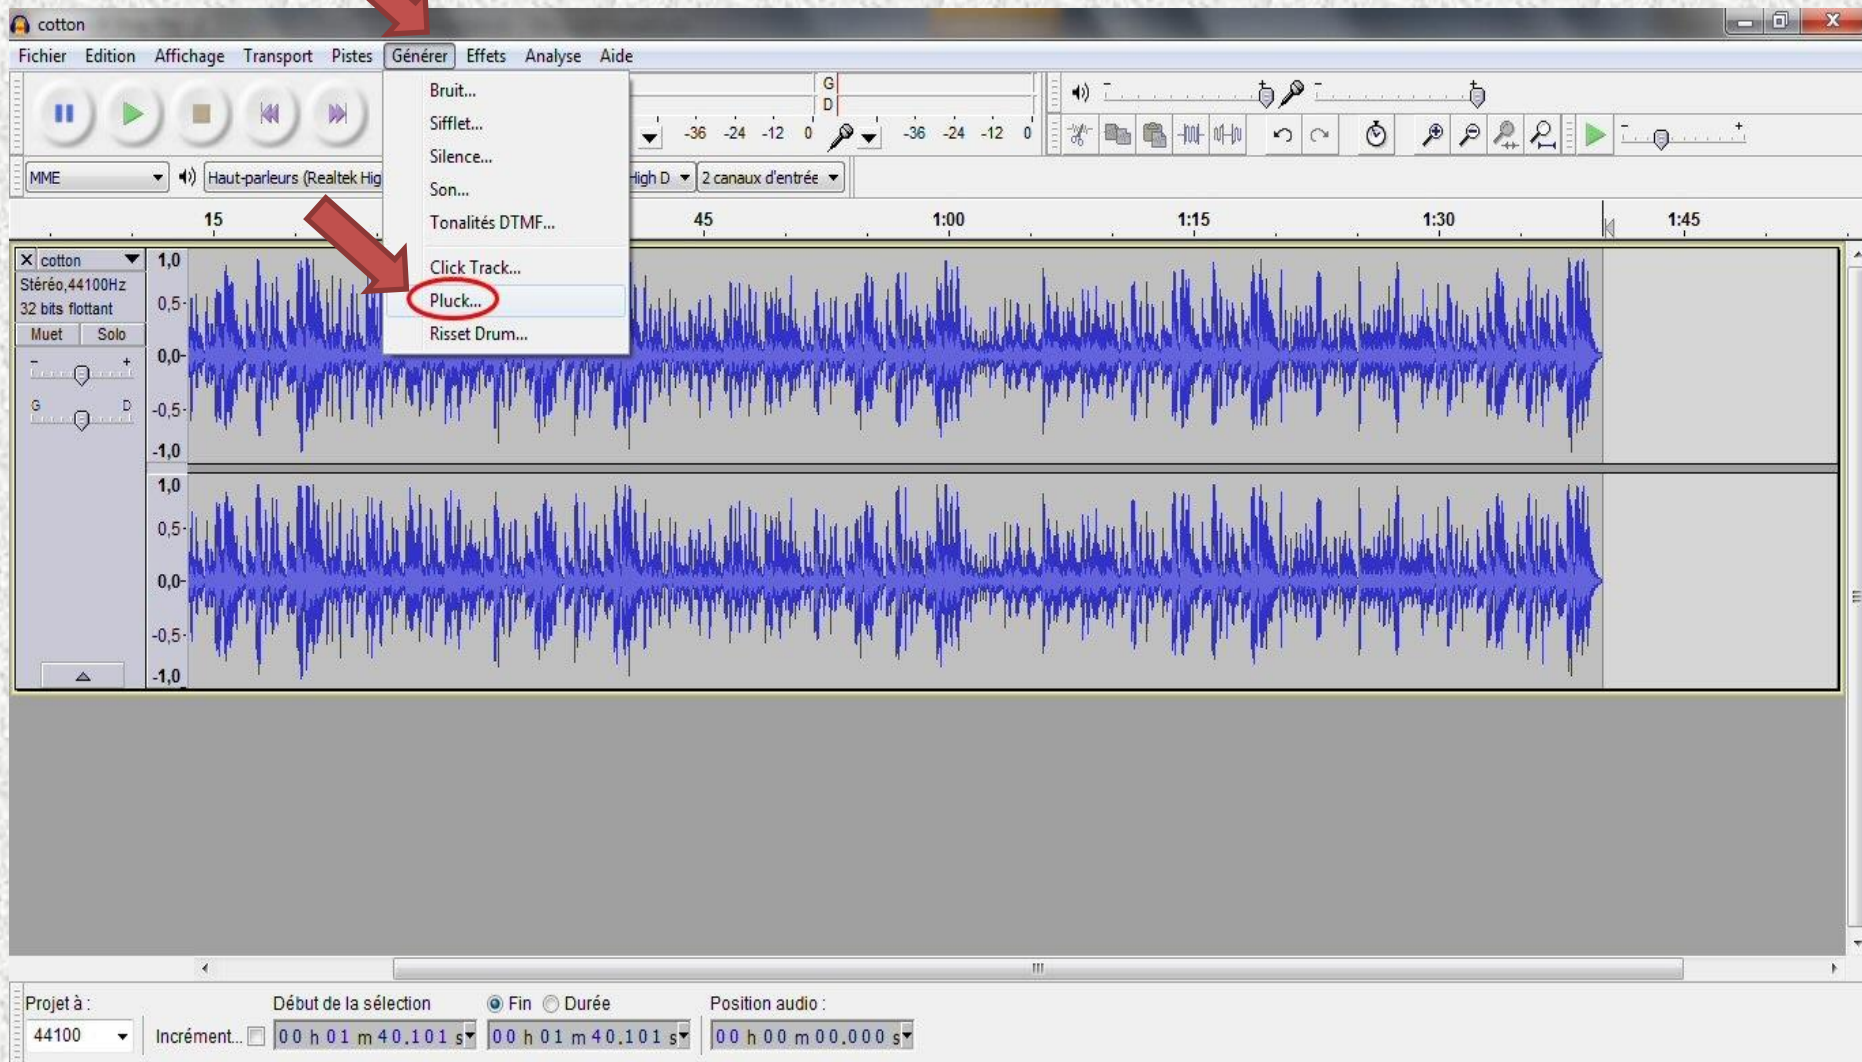 cotton
Fichier Edition Affichage Transport Pistes Générer Effets Analyse Aide
Bruit...
Sifflet...
Silence...
Son...
Tonalités DTMF...
Click Track...
Pluck...
Risset Drum...
G
D
-36 -24 -12 0 -36 -24 -12 0
MME Haut-parleurs (Realtek Hig High D 2 canaux d'entrée
15 45 1:00 1:15 1:30 1:45
X cotton
Stéréo,44100Hz
32 bits flottant
Muet Solo
- +
G D
1,0
0,5
0,0
-0,5
-1,0
1,0
0,5
0,0
-0,5
-1,0
Projet à : Début de la sélection Fin Durée Position audio :
44100 Incrément... 00 h 01 m 40.101 s 00 h 01 m 40.101 s 00 h 00 m 00.000 s